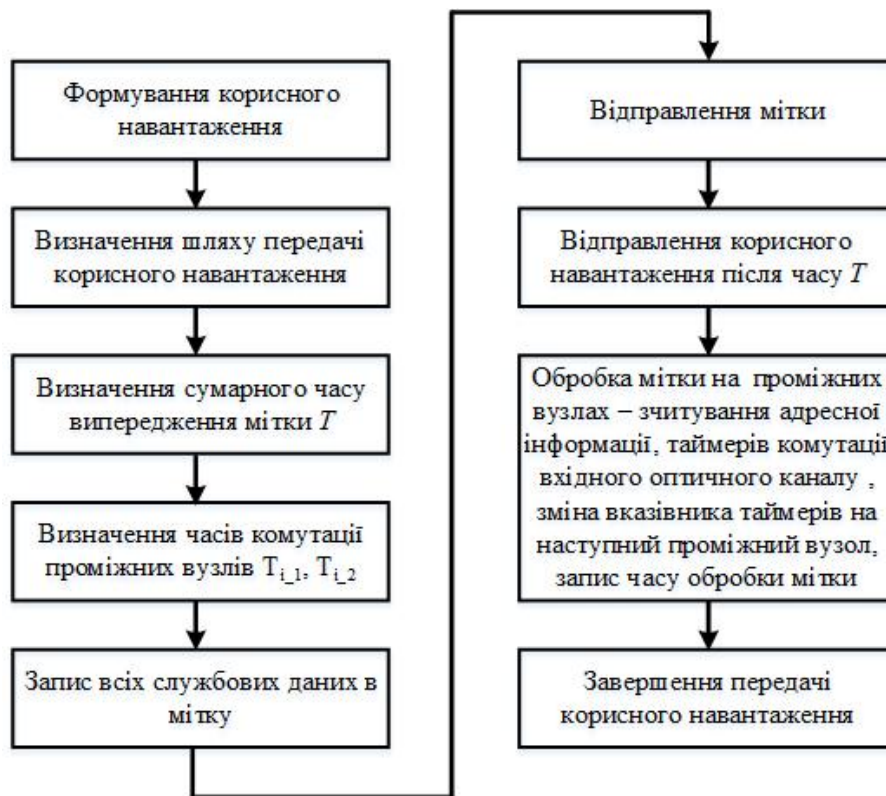 Формування корисного
навантаження
Визначення шляху передачі
корисного навантаження
Визначення сумарного часу
випередження мітки T
Визначення часів комутації
проміжних вузлів T_i_1, T_i_2
Запис всіх службових даних в
мітку
Відправлення мітки
Відправлення корисного
навантаження після часу T
Обробка мітки на проміжних
вузлах – зчитування адресної
інформації, таймерів комутації
вхідного оптичного каналу ,
зміна вказівника таймерів на
наступний проміжний вузол,
запис часу обробки мітки
Завершення передачі
корисного навантаження